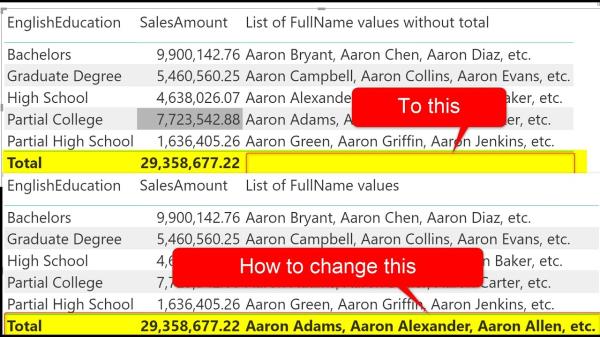 EnglishEducation SalesAmount List of FullName values without total
Bachelors 9,900,142.76 Aaron Bryant, Aaron Chen, Aaron Diaz, etc.
Graduate Degree 5,460,560.25 Aaron Campbell, Aaron Collins, Aaron Evans, etc.
High School 4,638,026.07 Aaron Alexande aker, etc.
Partial College 7,723,542.88 Aaron Adams, A rter, etc.
Partial High School 1,636,405.26 Aaron Green, Aaron Griffin, Aaron Jenkins, etc.
Total 29,358,677.22
To this
EnglishEducation SalesAmount List of FullName values
Bachelors 9,900,142.76 Aaron Bryant, Aaron Chen, Aaron Diaz, etc.
Graduate Degree 5,460,560.25 Aaron Campbell, Aaron Collins, Aaron Evans, etc.
High School 4,6 n Baker, etc.
Partial College 7,7 Carter, etc.
Partial High School 1,636,405.26 Aaron Green, Aaron Griffin, Aaron Jenkins, etc.
Total 29,358,677.22 Aaron Adams, Aaron Alexander, Aaron Allen, etc.
How to change this